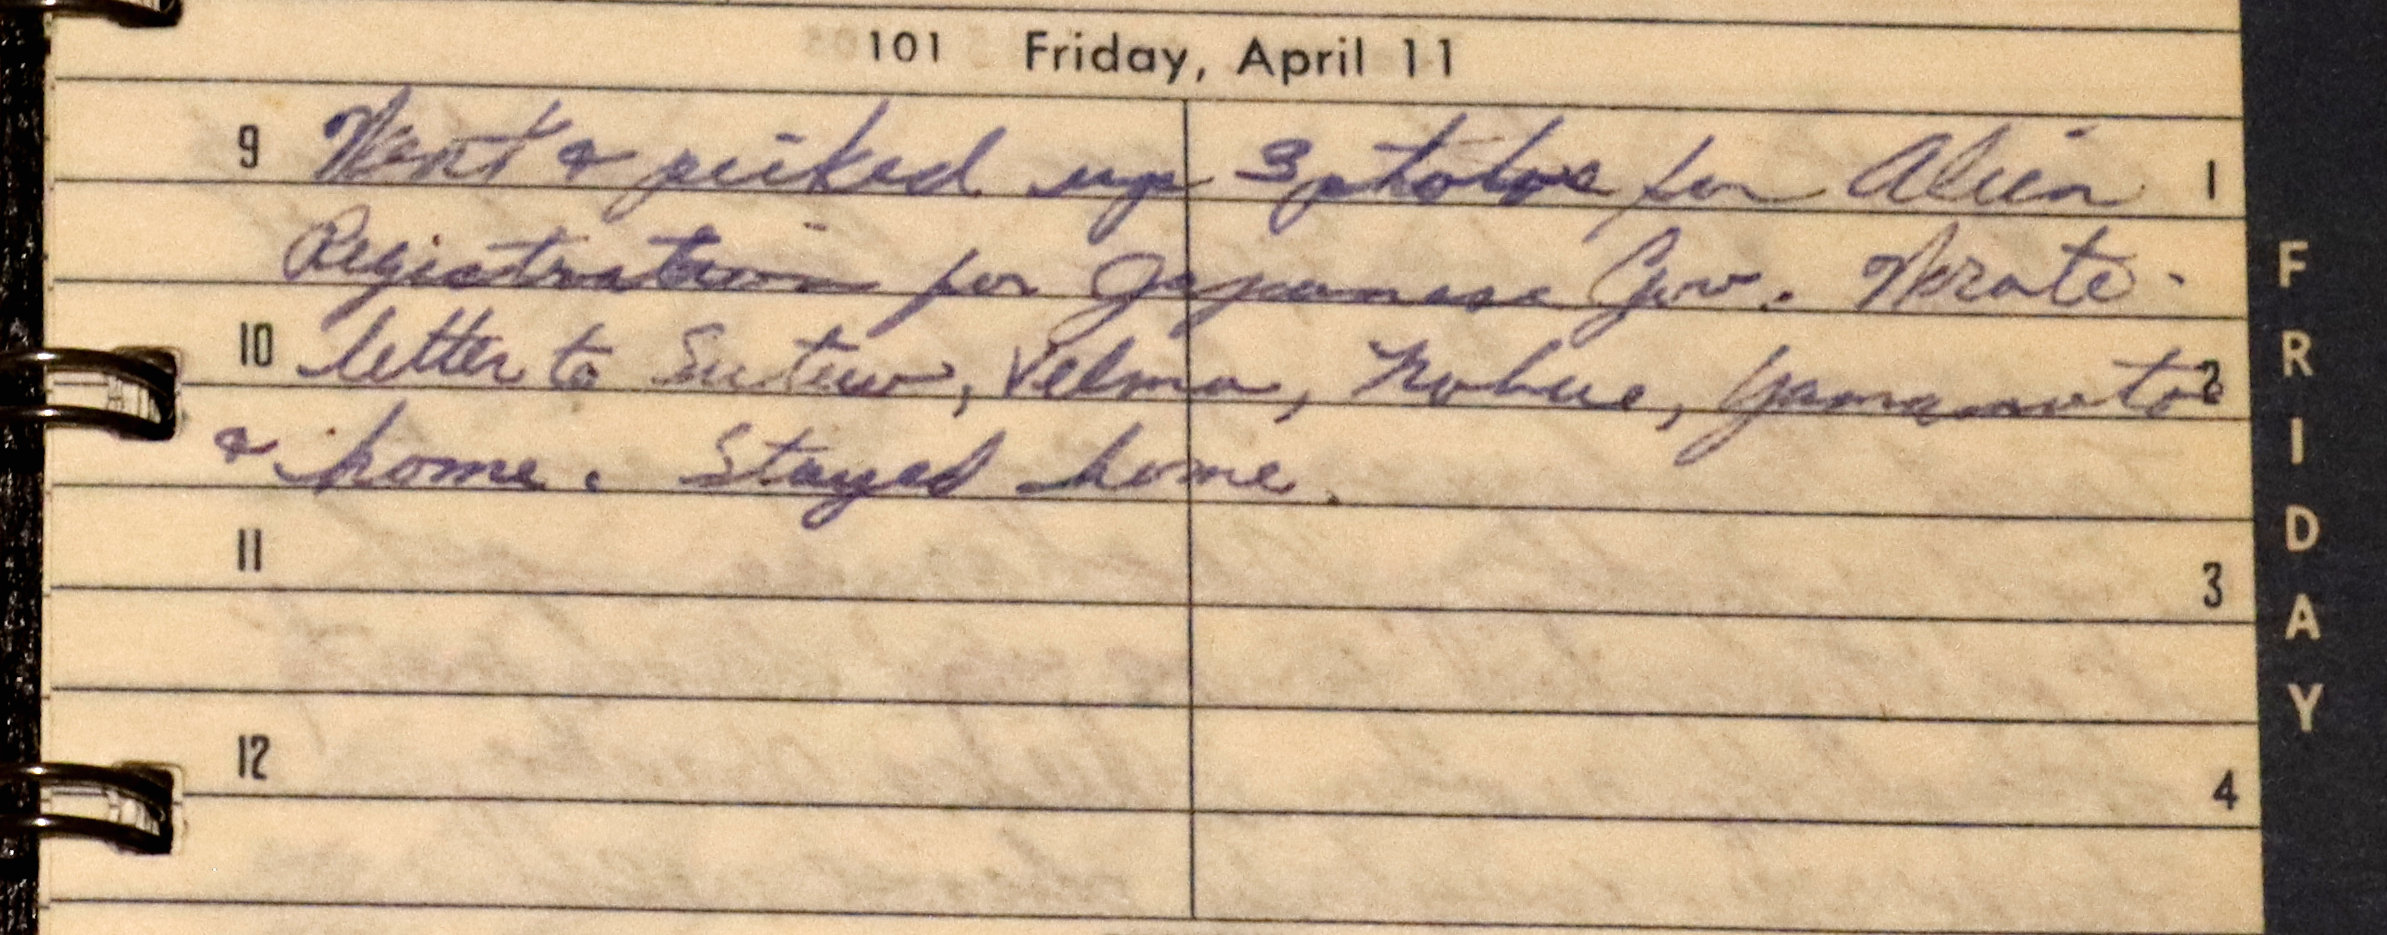 101 Friday, April 11
9 Went & picked up 3 photos for Alien 1
Registration for Japanese Gov. Wrote
10 letter to Velma, Nobue, Yamamoto 2
& home. Stayed home.
11 3
12 4
FRIDAY